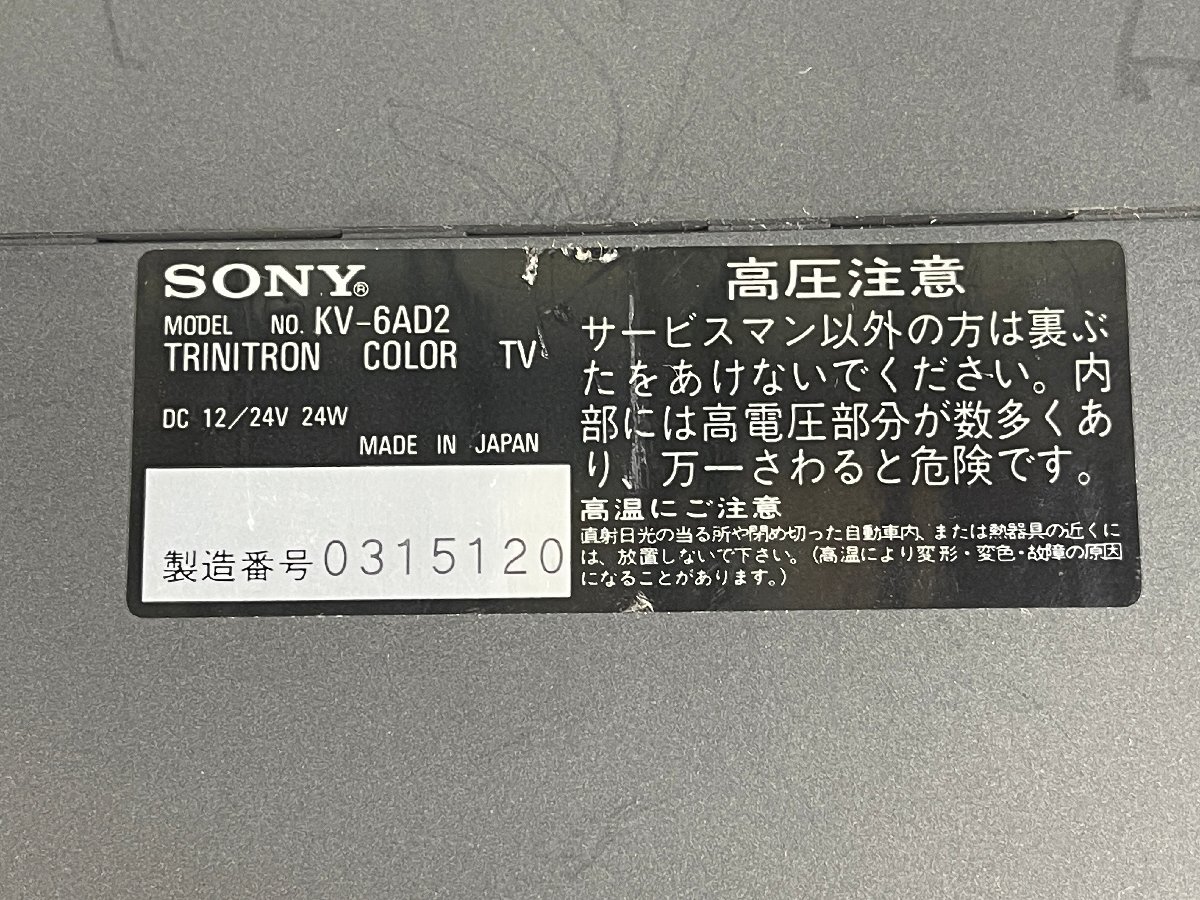 SONY®
MODEL NO. KV-6AD2
TRINITRON COLOR TV
DC 12/24V 24W
MADE IN JAPAN
製造番号 0315120
高圧注意
サービスマン以外の方は裏ぶ
たをあけないでください。内
部には高電圧部分が数多くあ
り、万一さわると危険です。
高温にご注意
直射日光の当る所や閉め切った自動車内、または熱器具の近くに
は、放置しないで下さい。(高温により変形・変色・故障の原因
になることがあります。)